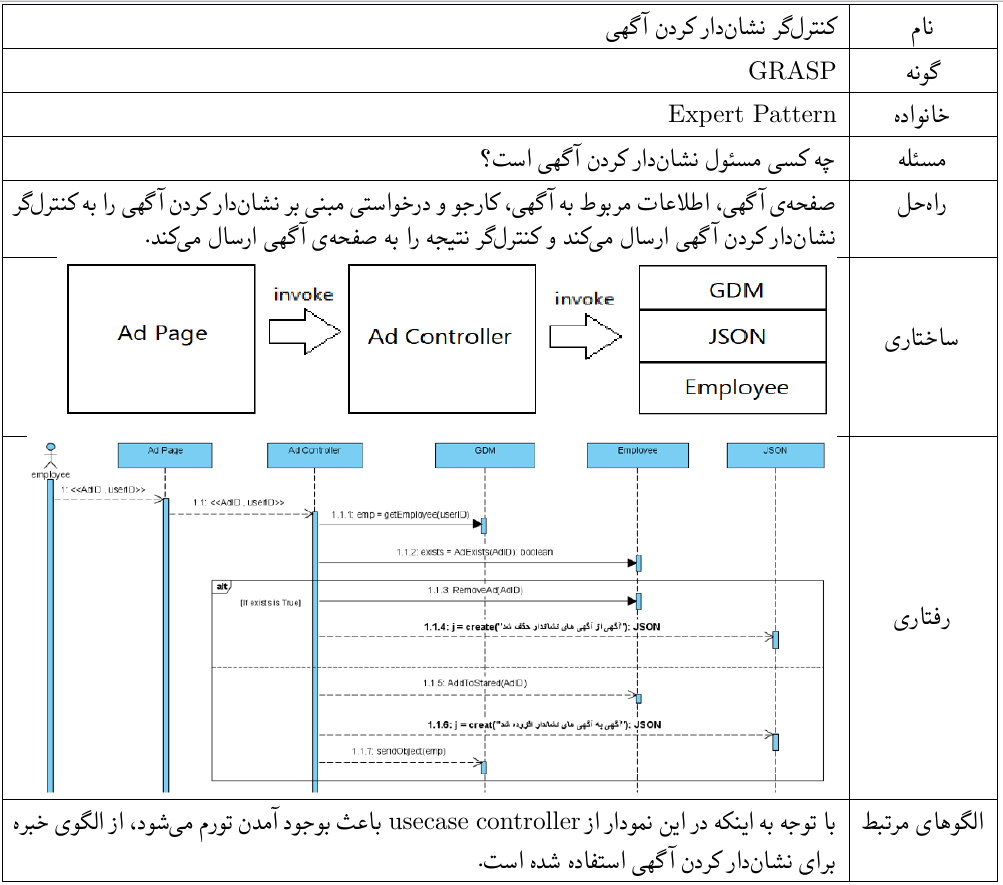 نام
کنترل‌گر نشان‌دار کردن آگهی
گونه
GRASP
خانواده
Expert Pattern
مسئله
چه کسی مسئول نشان‌دار کردن آگهی است؟
راه‌حل
صفحه‌ی آگهی، اطلاعات مربوط به آگهی، کارجو و درخواستی مبنی بر نشان‌دار کردن آگهی را به کنترل‌گر
نشان‌دار کردن آگهی ارسال می‌کند و کنترل‌گر نتیجه را به صفحه‌ی آگهی ارسال می‌کند.
ساختاری
Ad Page
invoke
Ad Controller
invoke
GDM
JSON
Employee
رفتاری
employee
Ad Page
Ad Controller
GDM
Employee
JSON
1: <<AdID , userID>>
1.1: <<AdID , userID>>
1.1.1: emp = getEmployee(userID)
1.1.2: exists = AdExists(AdID): boolean
alt
[If exists is True]
1.1.3: RemoveAd(AdID)
1.1.4: j = create("آگهی از آگهی های نشاندار حذف شد"): JSON
1.1.5: AddToStared(AdID)
1.1.6: j = creat("آگهی به آگهی های نشاندار افزوده شد"): JSON
1.1.7: sendObject(emp)
الگوهای مرتبط
با توجه به اینکه در این نمودار از usecase controller باعث بوجود آمدن تورم می‌شود، از الگوی خبره
برای نشان‌دار کردن آگهی استفاده شده است.